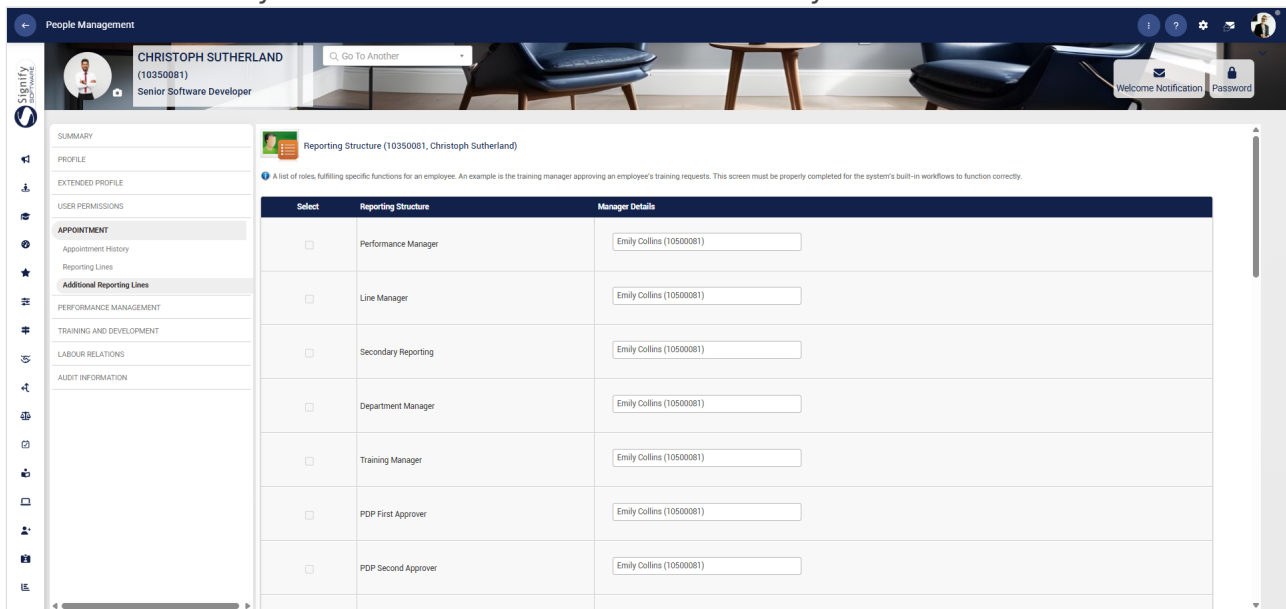 People Management
?
Signify
SOFTWARE
CHRISTOPH SUTHERLAND
(10350081)
Senior Software Developer
Go To Another
Welcome Notification
Password
SUMMARY
PROFILE
EXTENDED PROFILE
USER PERMISSIONS
APPOINTMENT
Appointment History
Reporting Lines
Additional Reporting Lines
PERFORMANCE MANAGEMENT
TRAINING AND DEVELOPMENT
LABOUR RELATIONS
AUDIT INFORMATION
Reporting Structure (10350081, Christoph Sutherland)
A list of roles, fulfilling specific functions for an employee. An example is the training manager approving an employee's training requests. This screen must be properly completed for the system's built-in workflows to function correctly.
Select Reporting Structure Manager Details
Performance Manager Emily Collins (10500081)
Line Manager Emily Collins (10500081)
Secondary Reporting Emily Collins (10500081)
Department Manager Emily Collins (10500081)
Training Manager Emily Collins (10500081)
PDP First Approver Emily Collins (10500081)
PDP Second Approver Emily Collins (10500081)